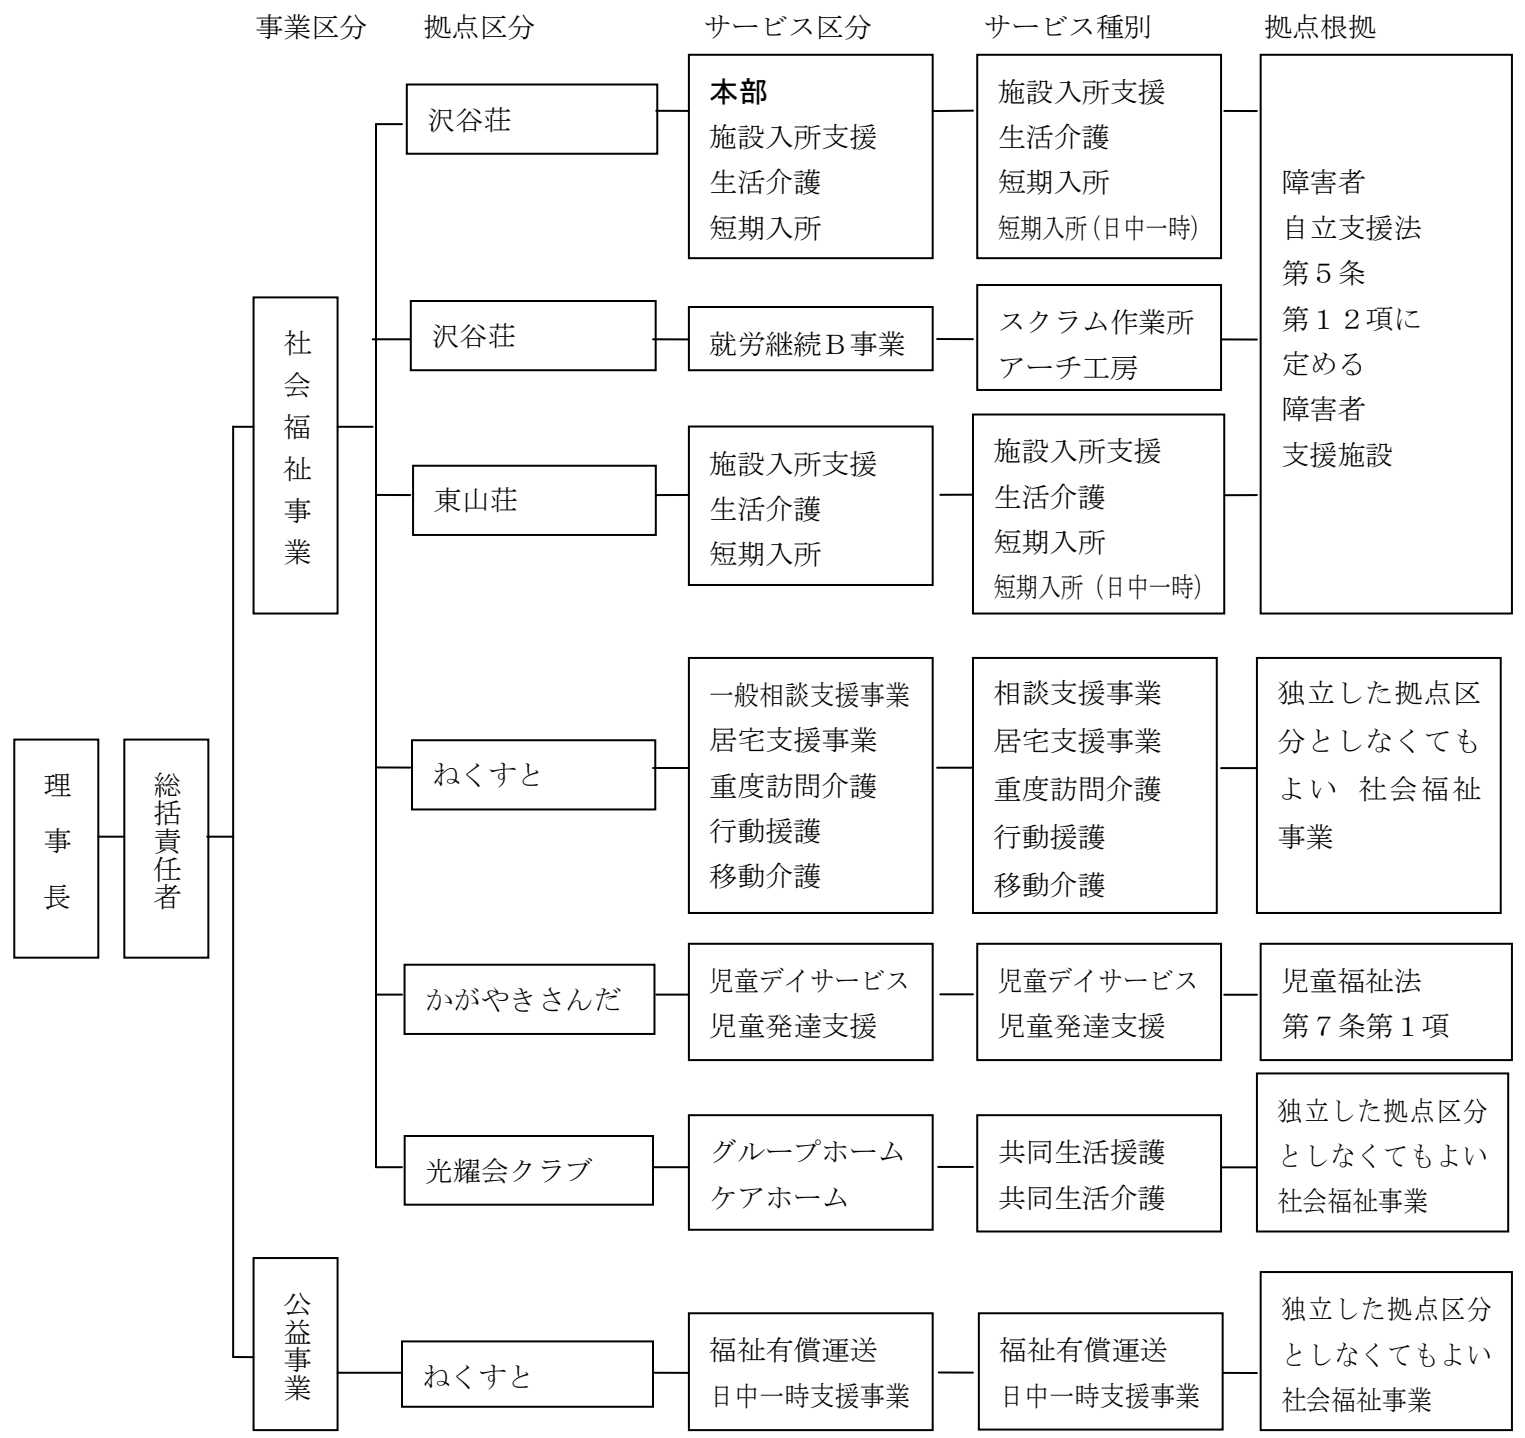 事業区分 拠点区分 サービス区分 サービス種別 拠点根拠
理事長
総括責任者
社会福祉事業
沢谷荘
本部
施設入所支援
生活介護
短期入所
施設入所支援
生活介護
短期入所
短期入所(日中一時)
障害者
自立支援法
第５条
第１２項に
定める
障害者
支援施設
沢谷荘
就労継続Ｂ事業
スクラム作業所
アーチ工房
東山荘
施設入所支援
生活介護
短期入所
施設入所支援
生活介護
短期入所
短期入所（日中一時）
ねくすと
一般相談支援事業
居宅支援事業
重度訪問介護
行動援護
移動介護
相談支援事業
居宅支援事業
重度訪問介護
行動援護
移動介護
独立した拠点区
分としなくても
よい 社会福祉
事業
かがやきさんだ
児童デイサービス
児童発達支援
児童デイサービス
児童発達支援
児童福祉法
第７条第１項
光耀会クラブ
グループホーム
ケアホーム
共同生活援護
共同生活介護
独立した拠点区分
としなくてもよい
社会福祉事業
公益事業
ねくすと
福祉有償運送
日中一時支援事業
福祉有償運送
日中一時支援事業
独立した拠点区分
としなくてもよい
社会福祉事業